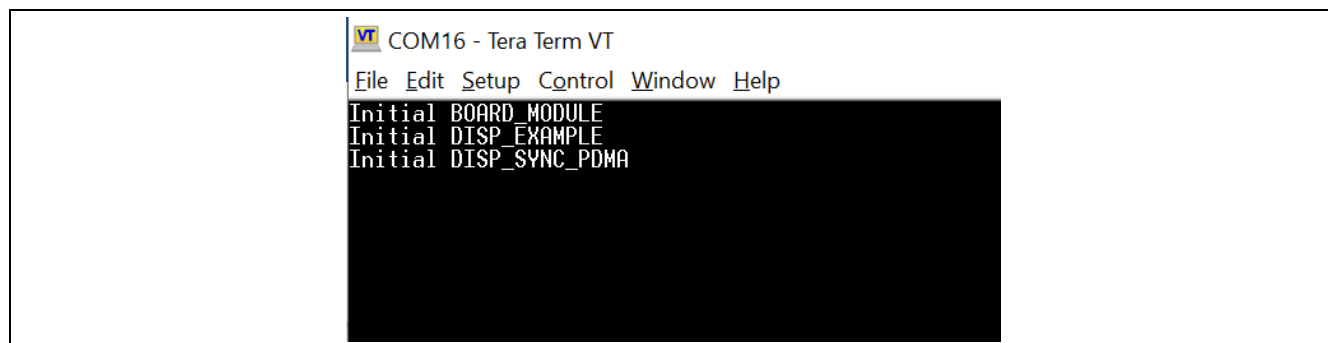 VT COM16 - Tera Term VT
File Edit Setup Control Window Help
Initial BOARD_MODULE
Initial DISP_EXAMPLE
Initial DISP_SYNC_PDMA